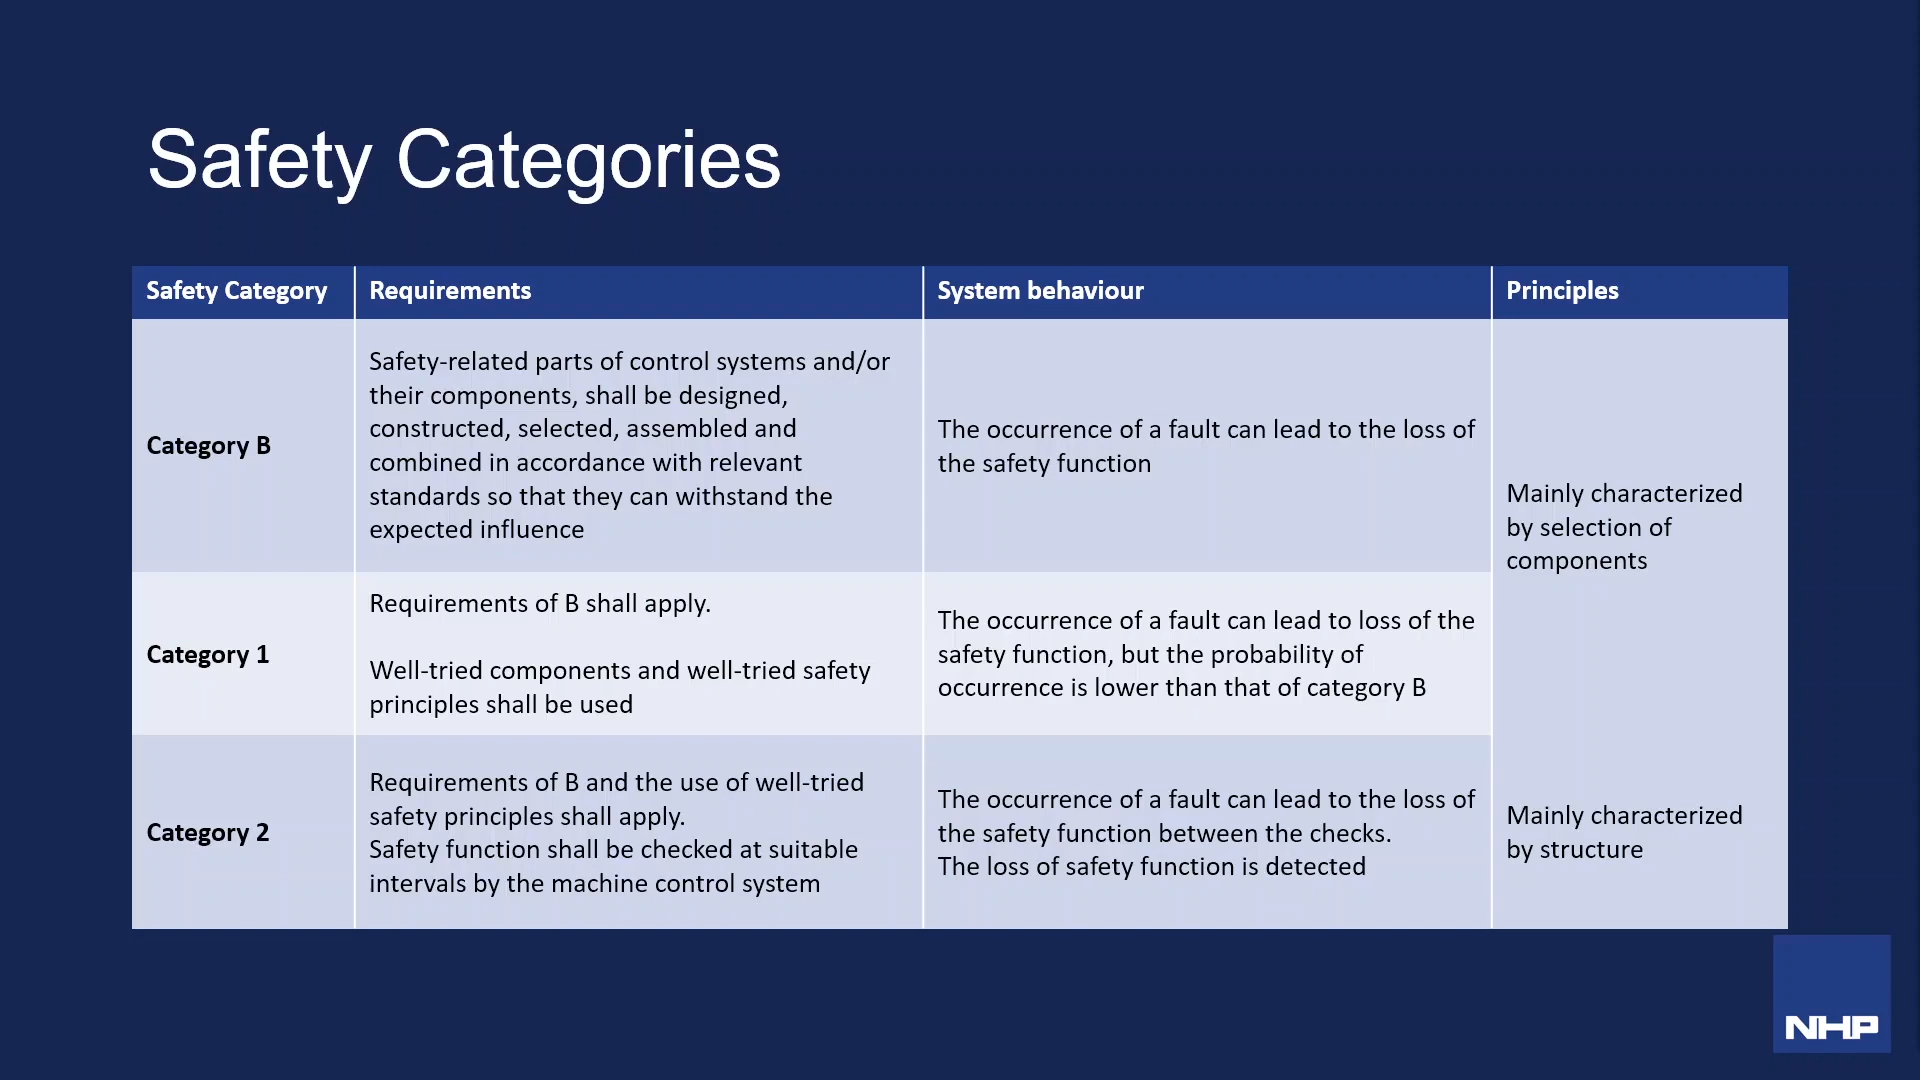 Safety Categories
Safety Category
Requirements
System behaviour
Principles
Category B
Safety-related parts of control systems and/or
their components, shall be designed,
constructed, selected, assembled and
combined in accordance with relevant
standards so that they can withstand the
expected influence
The occurrence of a fault can lead to the loss of
the safety function
Mainly characterized
by selection of
components
Category 1
Requirements of B shall apply.
Well-tried components and well-tried safety
principles shall be used
The occurrence of a fault can lead to loss of the
safety function, but the probability of
occurrence is lower than that of category B
Category 2
Requirements of B and the use of well-tried
safety principles shall apply.
Safety function shall be checked at suitable
intervals by the machine control system
The occurrence of a fault can lead to the loss of
the safety function between the checks.
The loss of safety function is detected
Mainly characterized
by structure
NHP